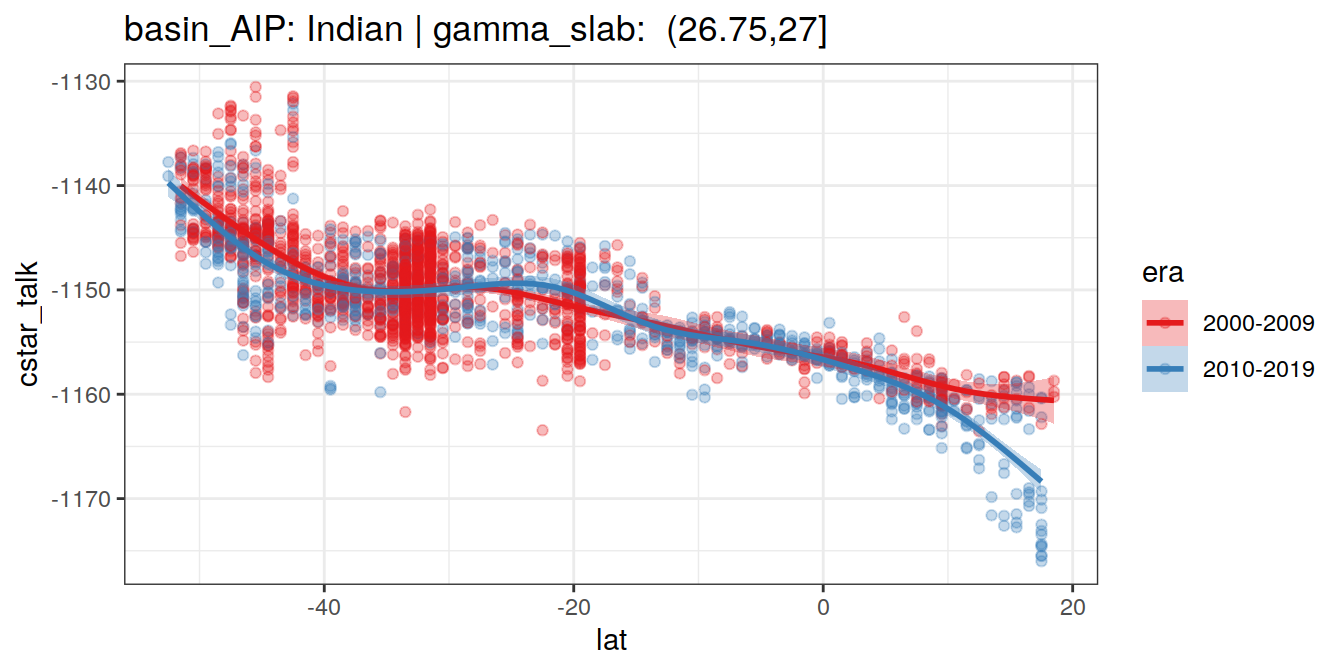 basin_AIP: Indian | gamma_slab:  (26.75,27]
-1130
-1140
-1150
-1160
-1170
cstar_talk
-40
-20
0
20
lat
era
2000-2009
2010-2019